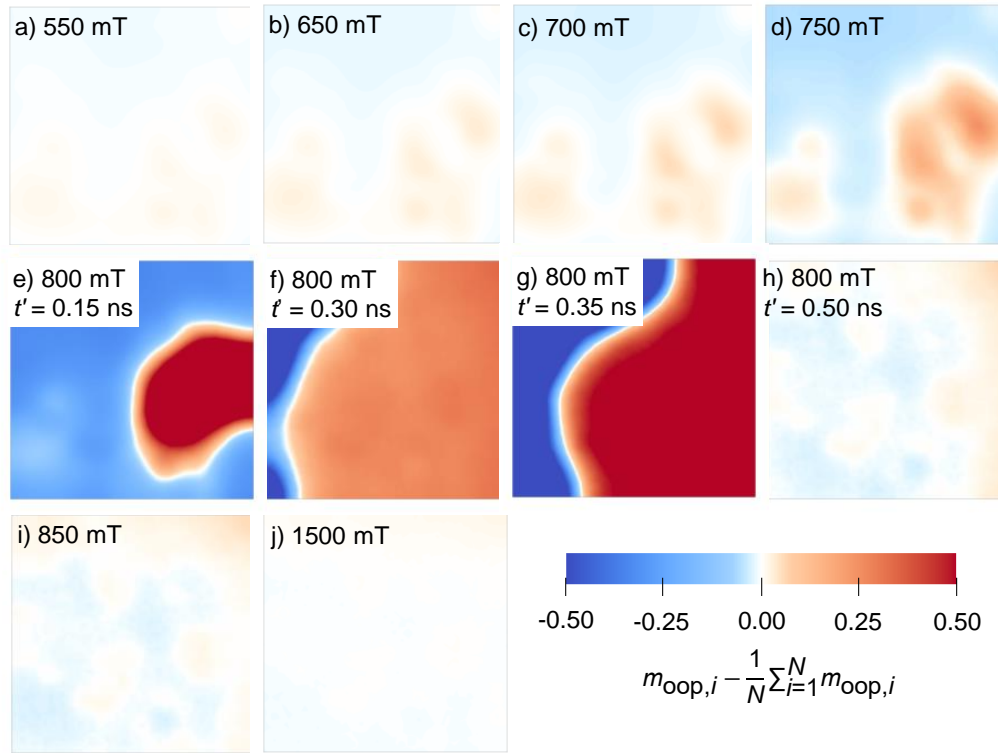 a) 550 mT
b) 650 mT
c) 700 mT
d) 750 mT
e) 800 mT
t' = 0.15 ns
f) 800 mT
t' = 0.30 ns
g) 800 mT
t' = 0.35 ns
h) 800 mT
t' = 0.50 ns
i) 850 mT
j) 1500 mT
-0.50 -0.25 0.00 0.25 0.50
m_oop,i − 1/N ∑_{i=1}^{N} m_oop,i